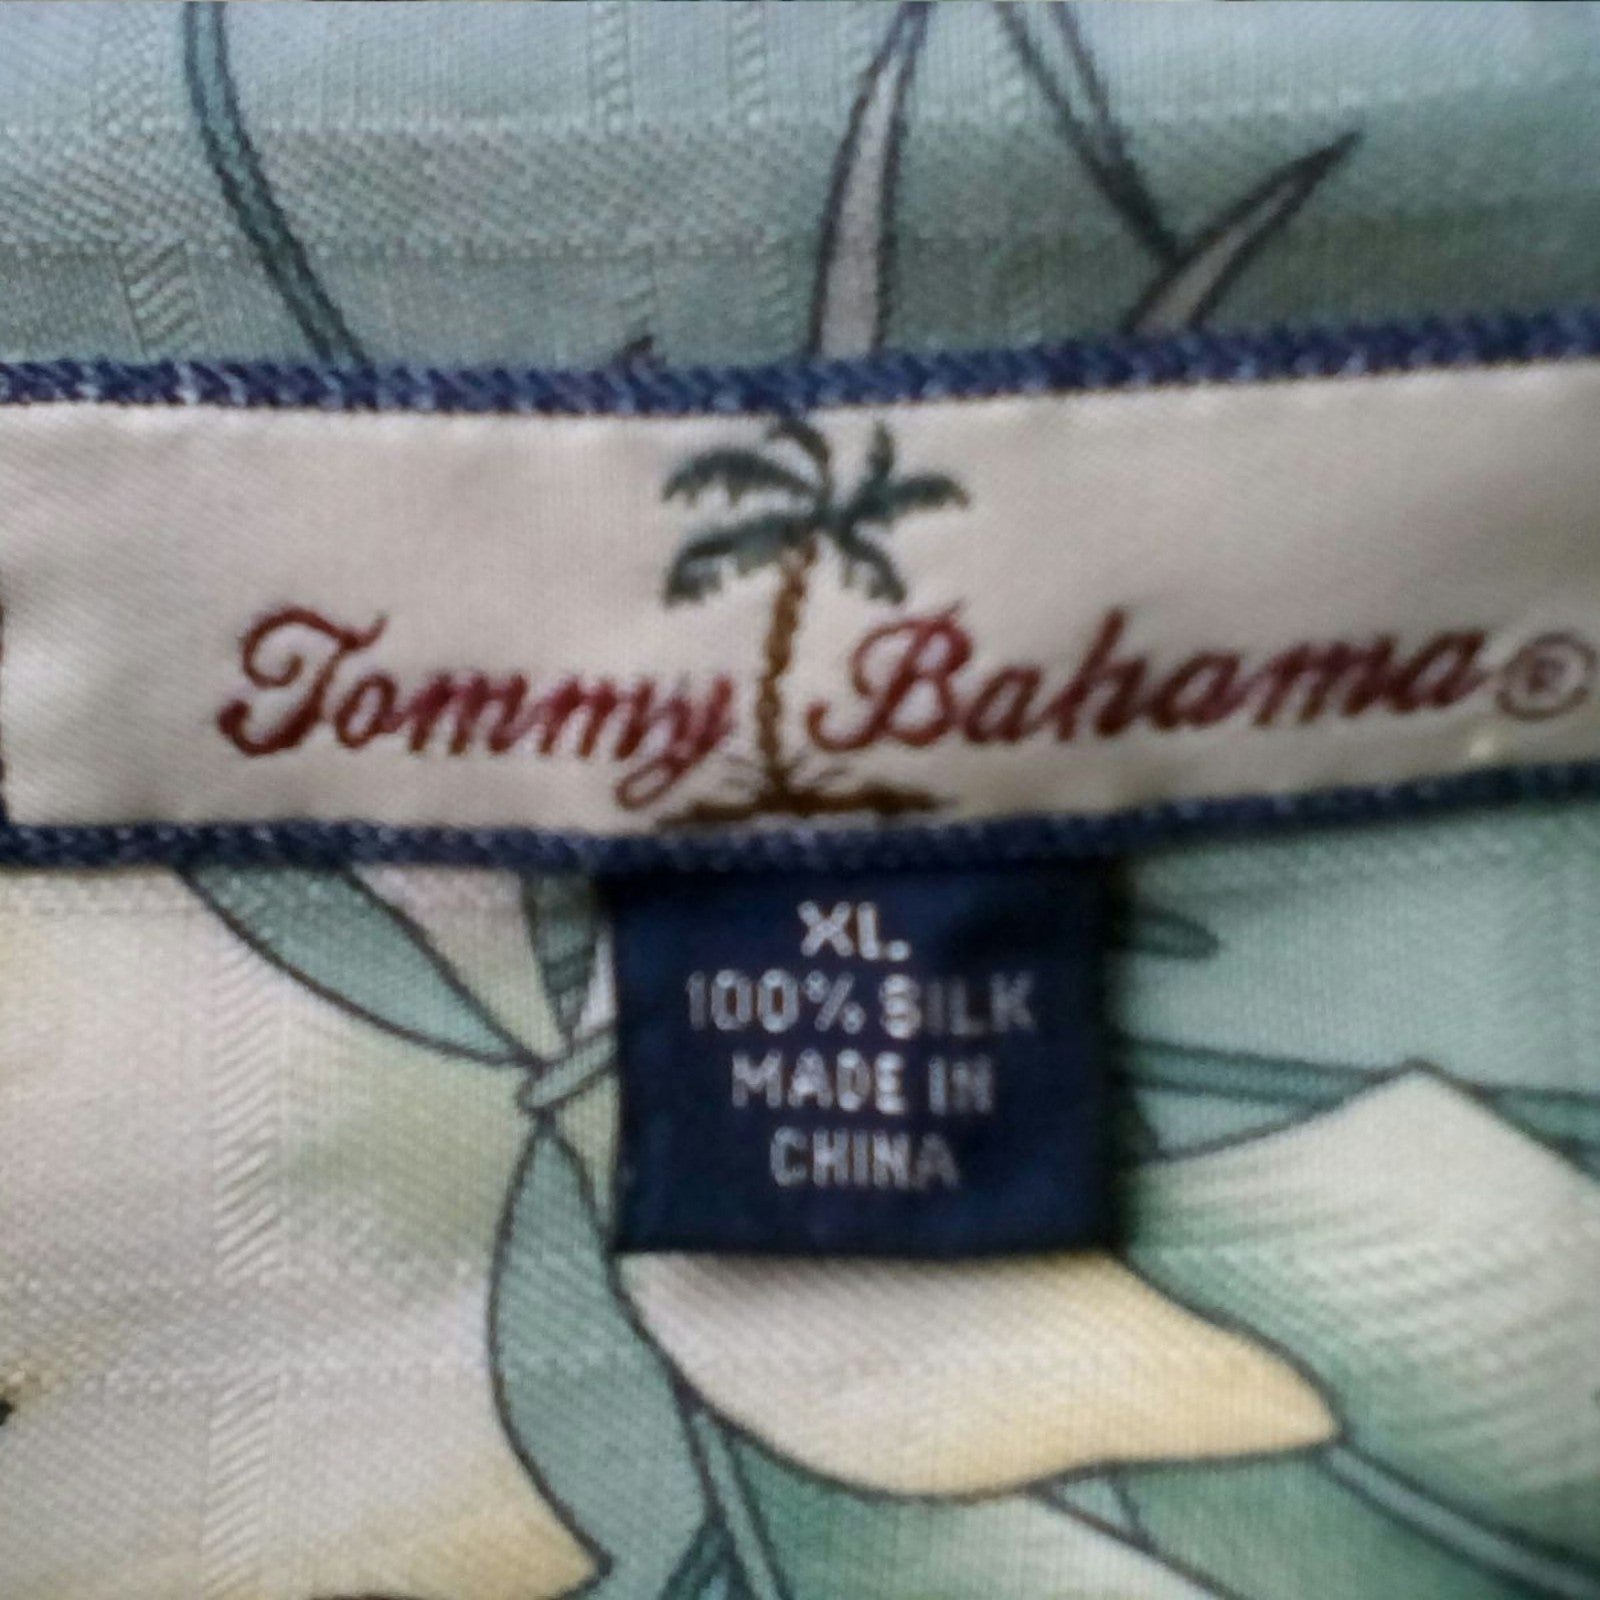 Tommy Bahama®
XL
100% SILK
MADE IN
CHINA